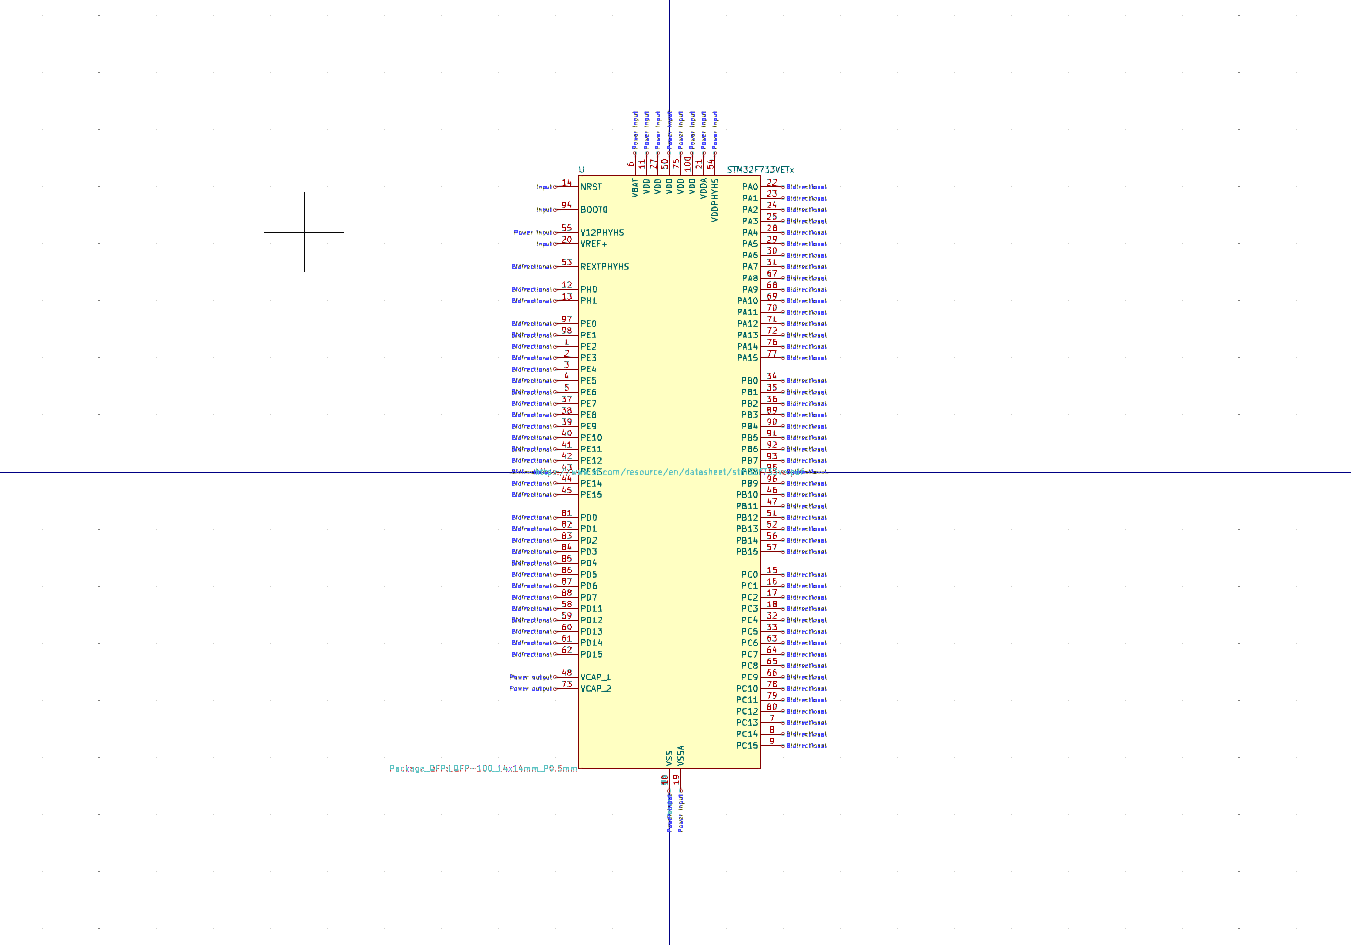 Power input Power input Power input Power input Power input Power input Power input Power input
6 11 27 50 75 100 21 54
U STM32F733VETx
VBAT VDD VDD VDD VDD VDD VDDA VDDPHYHS
Input 14 NRST PA0 22 Bidirectional
PA1 23 Bidirectional
Input 94 BOOT0 PA2 24 Bidirectional
PA3 25 Bidirectional
Power input 55 V12PHYHS PA4 28 Bidirectional
Input 20 VREF+ PA5 29 Bidirectional
PA6 30 Bidirectional
Bidirectional 53 REXTPHYHS PA7 31 Bidirectional
PA8 67 Bidirectional
Bidirectional 12 PH0 PA9 68 Bidirectional
Bidirectional 13 PH1 PA10 69 Bidirectional
PA11 70 Bidirectional
Bidirectional 97 PE0 PA12 71 Bidirectional
Bidirectional 98 PE1 PA13 72 Bidirectional
Bidirectional 1 PE2 PA14 76 Bidirectional
Bidirectional 2 PE3 PA15 77 Bidirectional
Bidirectional 3 PE4
Bidirectional 4 PE5 PB0 34 Bidirectional
Bidirectional 5 PE6 PB1 35 Bidirectional
Bidirectional 37 PE7 PB2 36 Bidirectional
Bidirectional 38 PE8 PB3 89 Bidirectional
Bidirectional 39 PE9 PB4 90 Bidirectional
Bidirectional 40 PE10 PB5 91 Bidirectional
Bidirectional 41 PE11 PB6 92 Bidirectional
Bidirectional 42 PE12 PB7 93 Bidirectional
43 95 Bidirectional
Bidirectional 44 PE14 PB9 96 Bidirectional
Bidirectional 45 PE15 PB10 46 Bidirectional
PB11 47 Bidirectional
Bidirectional 81 PD0 PB12 51 Bidirectional
Bidirectional 82 PD1 PB13 52 Bidirectional
Bidirectional 83 PD2 PB14 56 Bidirectional
Bidirectional 84 PD3 PB15 57 Bidirectional
Bidirectional 85 PD4
Bidirectional 86 PD5 PC0 15 Bidirectional
Bidirectional 87 PD6 PC1 16 Bidirectional
Bidirectional 88 PD7 PC2 17 Bidirectional
Bidirectional 58 PD11 PC3 18 Bidirectional
Bidirectional 59 PD12 PC4 32 Bidirectional
Bidirectional 60 PD13 PC5 33 Bidirectional
Bidirectional 61 PD14 PC6 63 Bidirectional
Bidirectional 62 PD15 PC7 64 Bidirectional
PC8 65 Bidirectional
Power output 48 VCAP_1 PC9 66 Bidirectional
Power output 73 VCAP_2 PC10 78 Bidirectional
PC11 79 Bidirectional
PC12 80 Bidirectional
PC13 7 Bidirectional
PC14 8 Bidirectional
PC15 9 Bidirectional
VSS VSSA
Package_QFP:LQFP-100_14x14mm_P0.5mm
19
Power input Power input